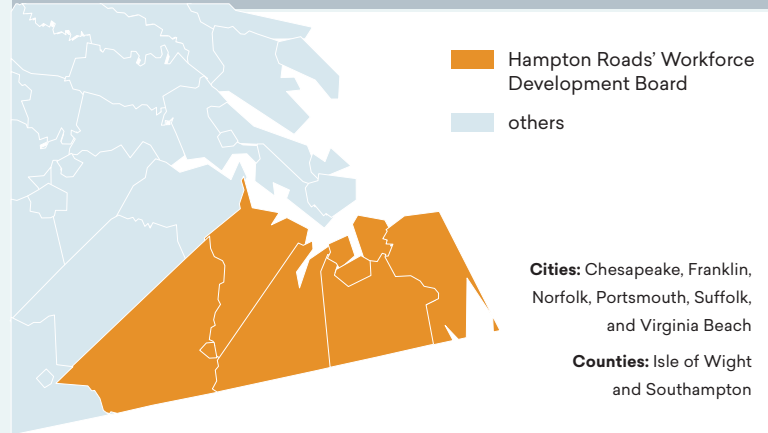 Hampton Roads’ Workforce
Development Board
others
Cities: Chesapeake, Franklin,
Norfolk, Portsmouth, Suffolk,
and Virginia Beach
Counties: Isle of Wight
and Southampton